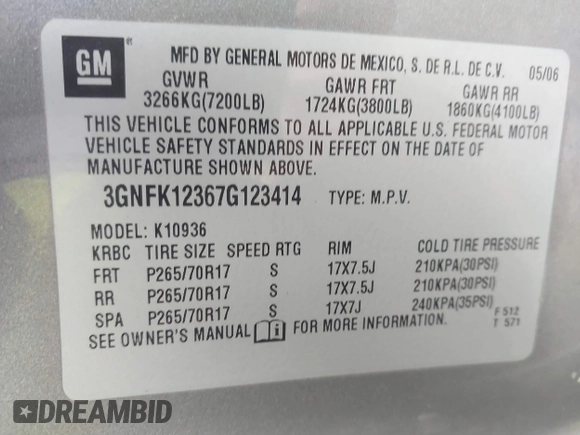 GM
MFD BY GENERAL MOTORS DE MEXICO, S. DE R.L. DE C.V. 05/06
GVWR GAWR FRT GAWR RR
3266KG(7200LB) 1724KG(3800LB) 1860KG(4100LB)
THIS VEHICLE CONFORMS TO ALL APPLICABLE U.S. FEDERAL MOTOR
VEHICLE SAFETY STANDARDS IN EFFECT ON THE DATE OF
MANUFACTURE SHOWN ABOVE.
3GNFK12367G123414 TYPE: M.P.V.
MODEL: K10936
KRBC TIRE SIZE SPEED RTG RIM COLD TIRE PRESSURE
FRT P265/70R17 S 17X7.5J 210KPA(30PSI)
RR P265/70R17 S 17X7.5J 210KPA(30PSI)
SPA P265/70R17 S 17X7J 240KPA(35PSI) F 512
SEE OWNER'S MANUAL i FOR MORE INFORMATION. T 571
DREAMBID